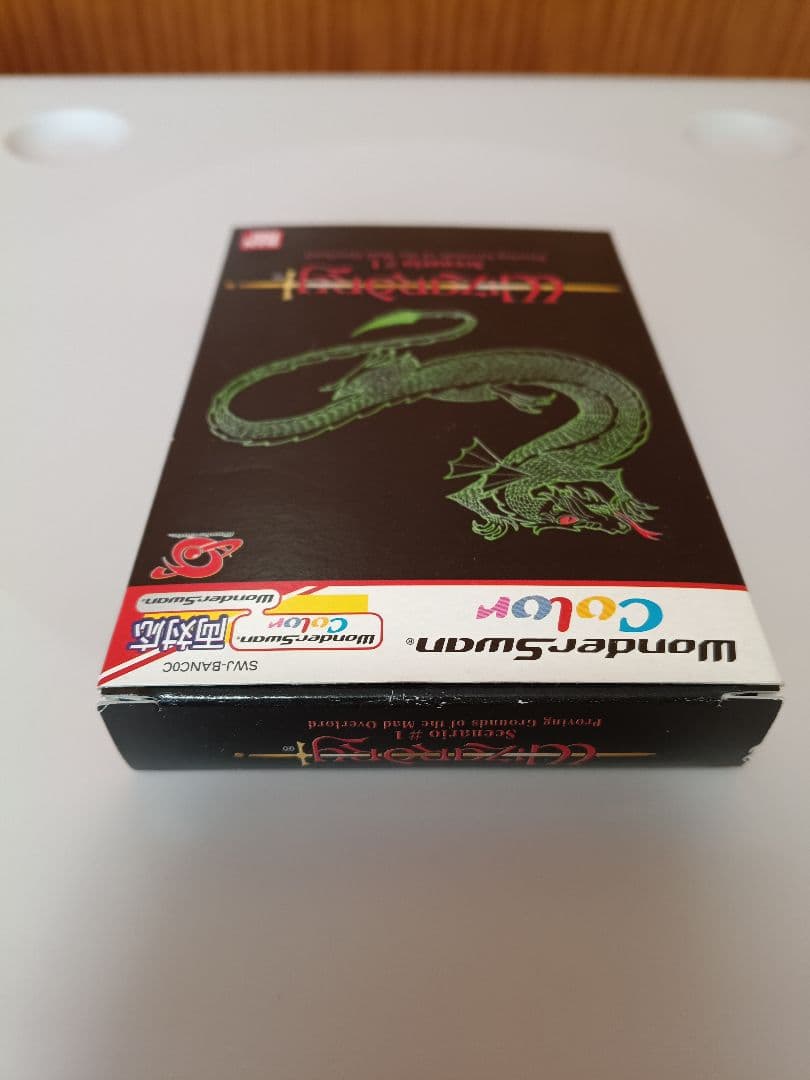 WonderSwan®
Color
SWJ-BANC0C
WonderSwan®
Color
両対応
WonderSwan®
Wizardry®
Scenario #1
Proving Grounds of the Mad Overlord
Wizardry®
Scenario #1
Proving Grounds of the Mad Overlord